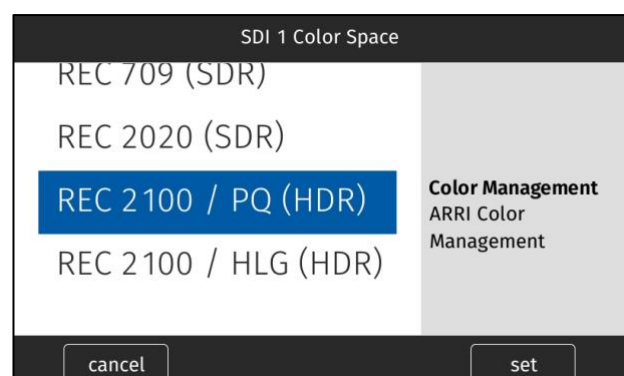 SDI 1 Color Space
REC 709 (SDR)
REC 2020 (SDR)
REC 2100 / PQ (HDR)
REC 2100 / HLG (HDR)
Color Management
ARRI Color
Management
cancel
set